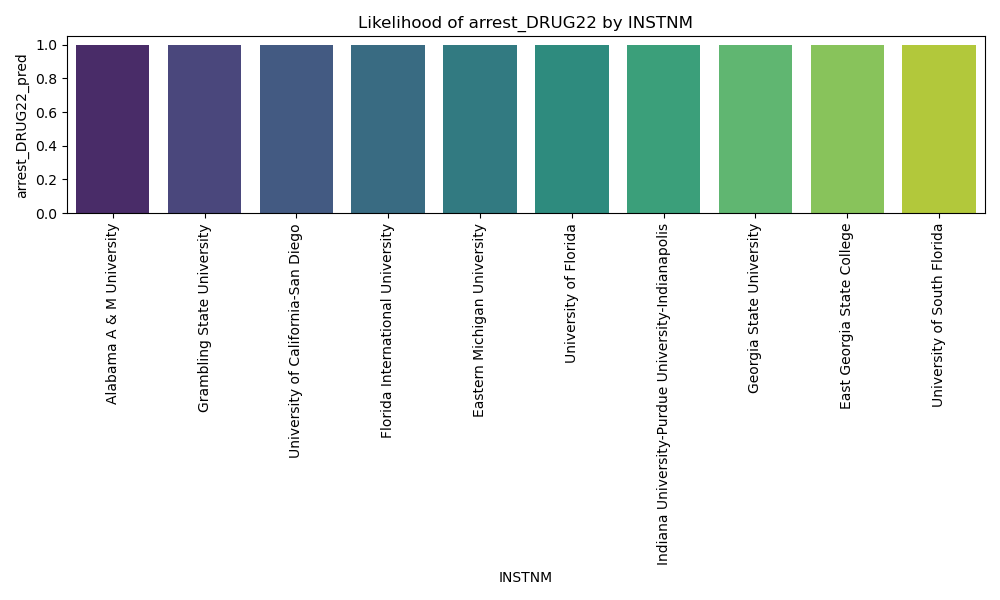 Likelihood of arrest_DRUG22 by INSTNM
arrest_DRUG22_pred
1.0
0.8
0.6
0.4
0.2
0.0
Alabama A & M University
Grambling State University
University of California-San Diego
Florida International University
Eastern Michigan University
University of Florida
Indiana University-Purdue University-Indianapolis
Georgia State University
East Georgia State College
University of South Florida
INSTNM